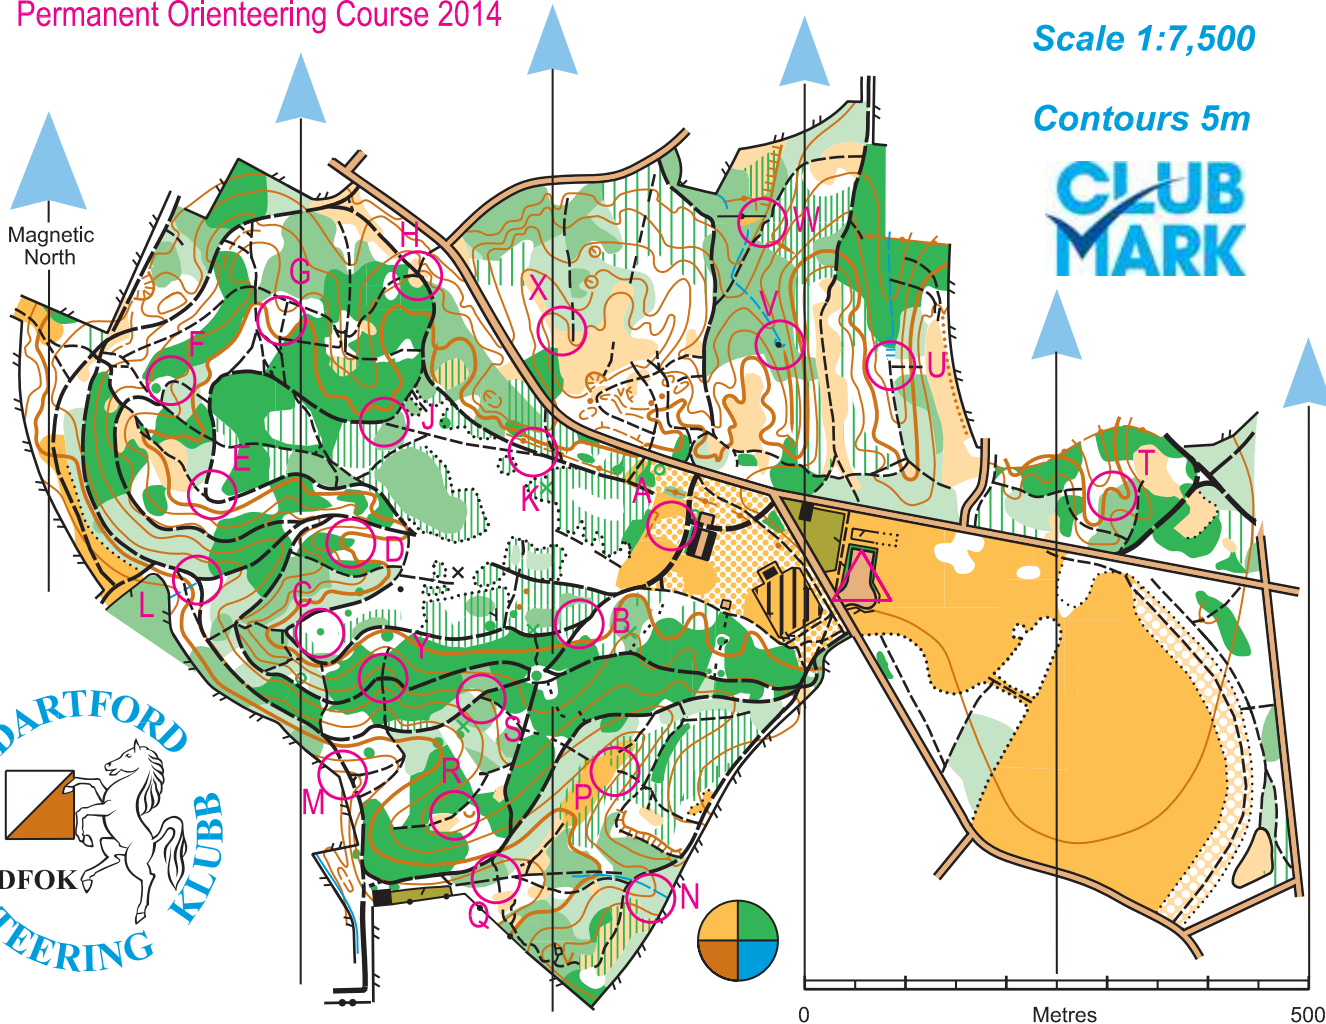 Permanent Orienteering Course 2014
Scale 1:7,500
Contours 5m
CLUB
MARK
Magnetic
North
H
W
G
X
V
F
U
J
E
K
A
T
D
C
L
B
Y
S
R
M
P
N
Q
DARTFORD
KLUBB
DFOK
TEERING
0
Metres
500